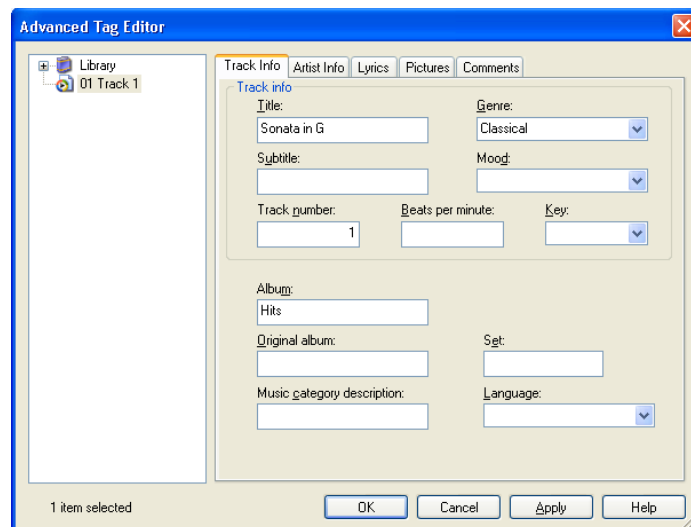 Advanced Tag Editor
Library
01 Track 1
Track Info Artist Info Lyrics Pictures Comments
Track info
Title: Genre:
Sonata in G Classical
Subtitle: Mood:
Track number: Beats per minute: Key:
1
Album:
Hits
Original album: Set:
Music category description: Language:
1 item selected OK Cancel Apply Help